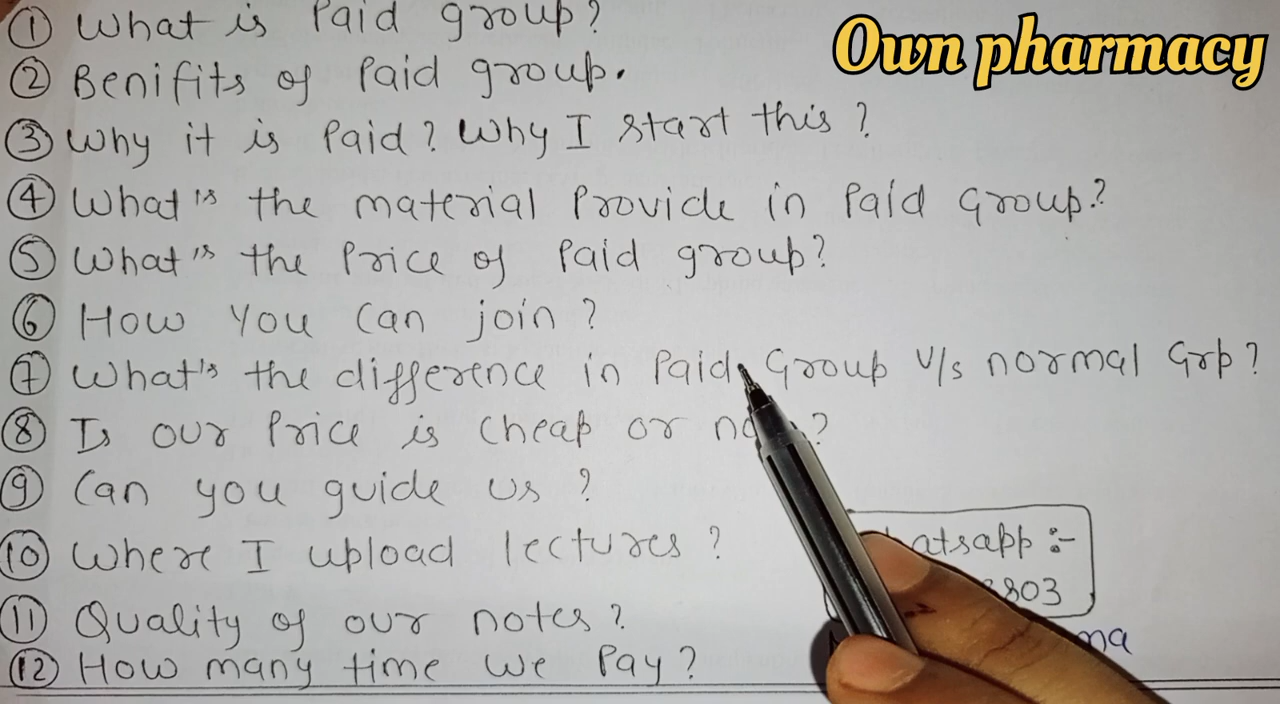 Own pharmacy
① What is Paid group?
② Benifits of Paid group.
③ Why it is Paid? Why I start this?
④ What is the material Provide in Paid Group?
⑤ What is the Price of Paid group?
⑥ How You Can join?
⑦ What's the difference in Paid Group V/s normal Grp?
⑧ Is our Price is Cheap or ?
⑨ Can you guide us?
⑩ Where I upload lectures?
⑪ Quality of our notes?
⑫ How many time we Pay?
atsapp :-
803